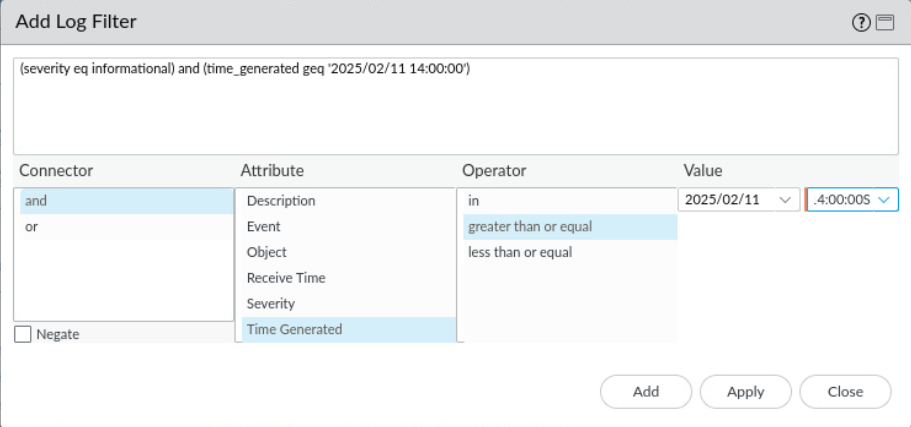 Add Log Filter
(severity eq informational) and (time_generated geq '2025/02/11 14:00:00')
Connector Attribute Operator Value
and Description in 2025/02/11 .4:00:00S
or Event greater than or equal
Object less than or equal
Receive Time
Severity
Time Generated
Negate
Add Apply Close